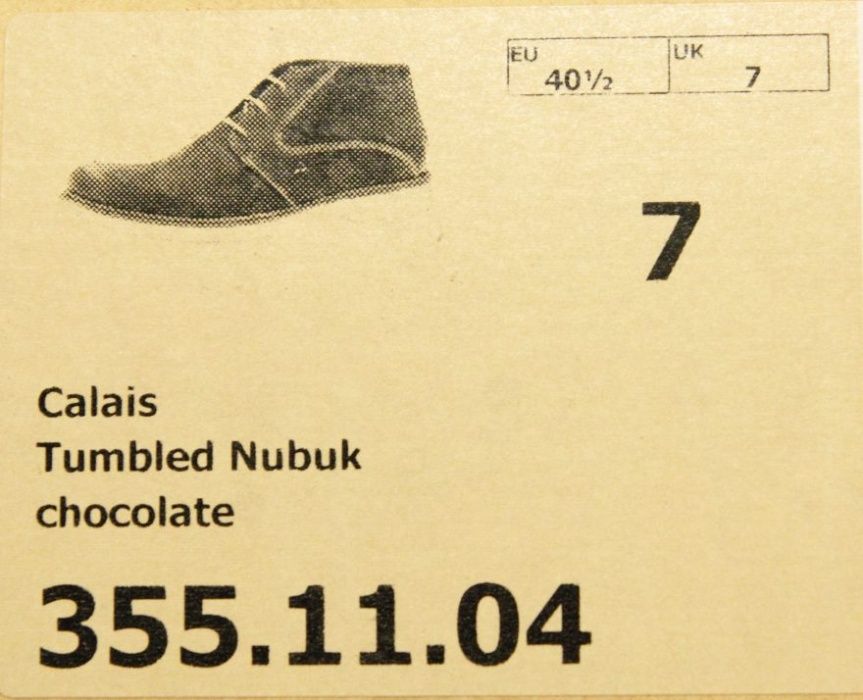 EU UK
40½ 7
7
Calais
Tumbled Nubuk
chocolate
355.11.04